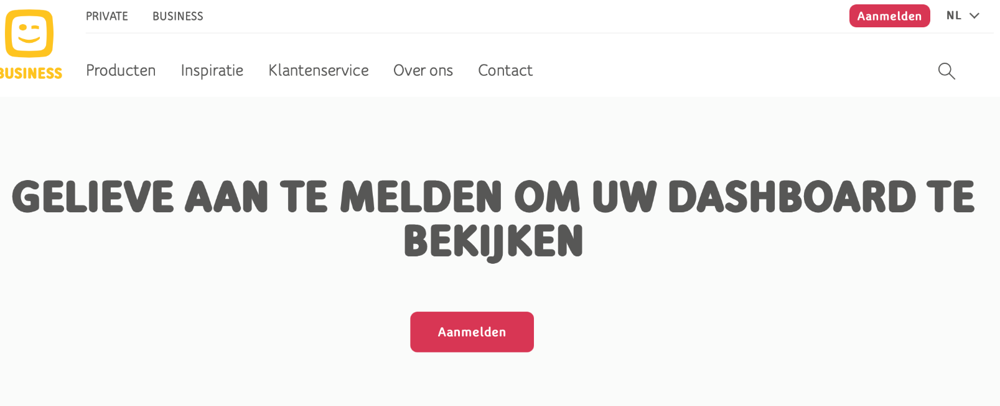 PRIVATE BUSINESS Aanmelden NL
BUSINESS Producten Inspiratie Klantenservice Over ons Contact
GELIEVE AAN TE MELDEN OM UW DASHBOARD TE
BEKIJKEN
Aanmelden